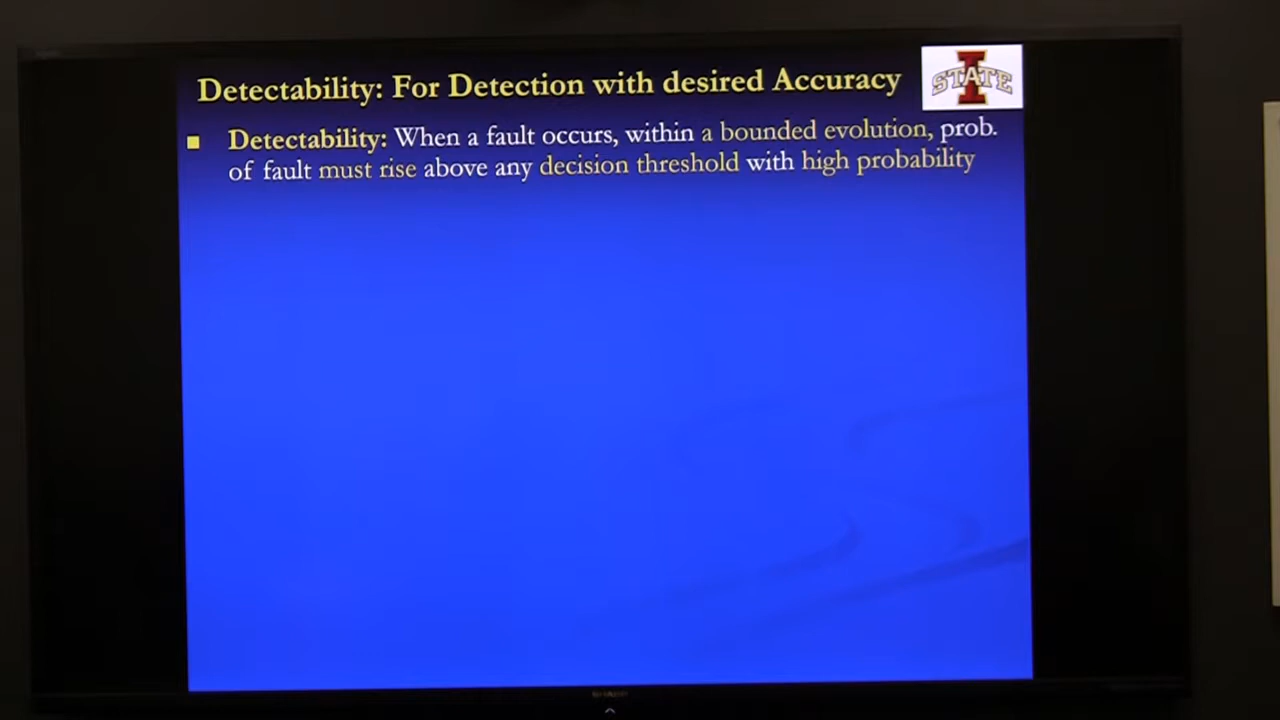 Detectability: For Detection with desired Accuracy
STATE
Detectability: When a fault occurs, within a bounded evolution, prob.
of fault must rise above any decision threshold with high probability